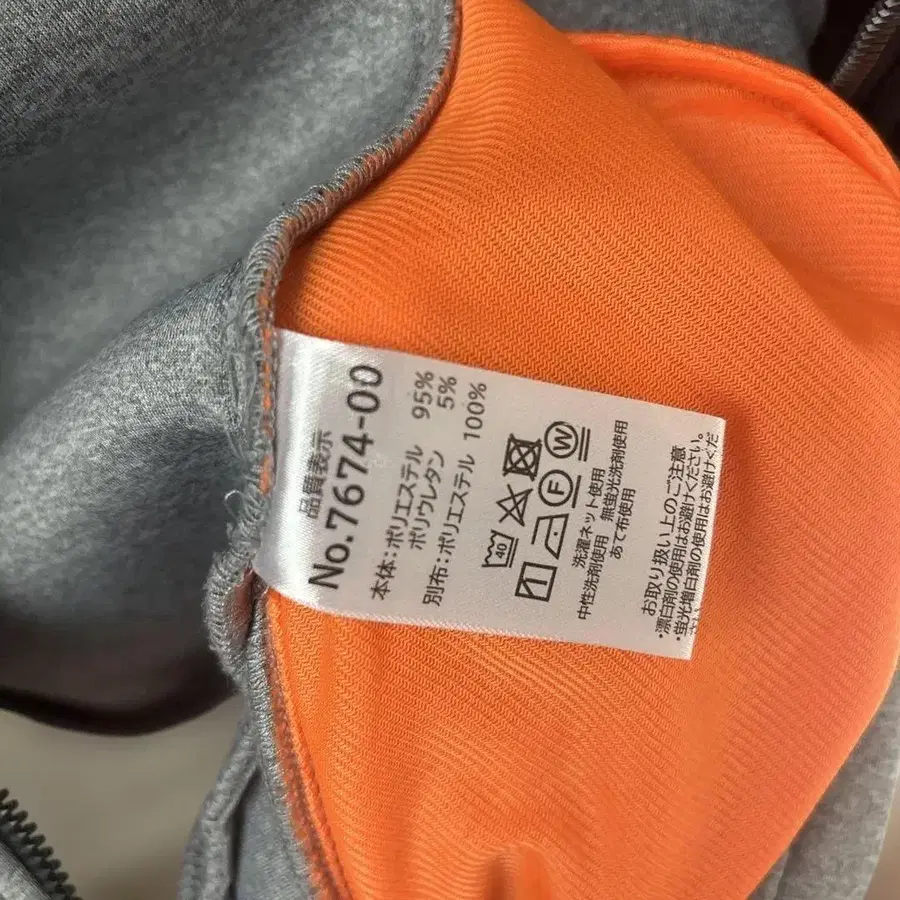 品質表示
No.7674-00
本体:ポリエステル 95%
ポリウレタン 5%
別布:ポリエステル 100%
40
F W
洗濯ネット使用
中性洗剤使用 無蛍光洗剤使用
あて布使用
お取り扱い上のご注意
・漂白剤の使用はお避けください。
・蛍光増白剤の使用はお避けくだ
さい。